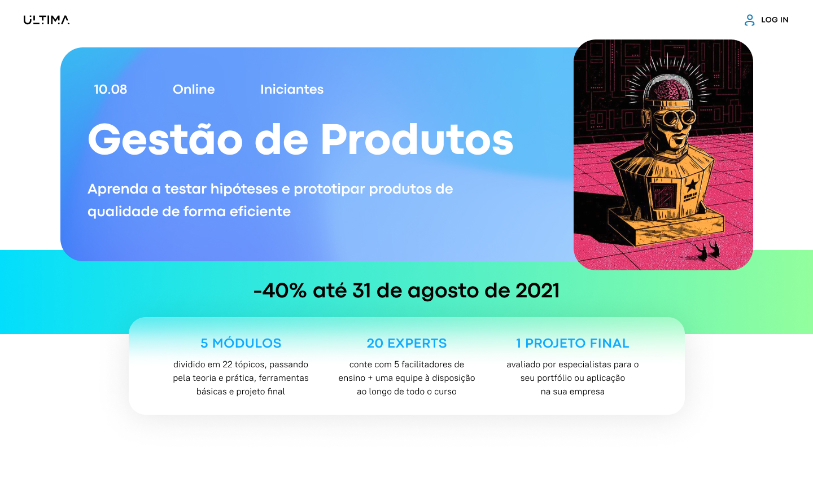 ULTIMA
LOG IN
10.08 Online Iniciantes
Gestão de Produtos
Aprenda a testar hipóteses e prototipar produtos de
qualidade de forma eficiente
-40% até 31 de agosto de 2021
5 MÓDULOS
dividido em 22 tópicos, passando
pela teoria e prática, ferramentas
básicas e projeto final
20 EXPERTS
conte com 5 facilitadores de
ensino + uma equipe à disposição
ao longo de todo o curso
1 PROJETO FINAL
avaliado por especialistas para o
seu portfólio ou aplicação
na sua empresa